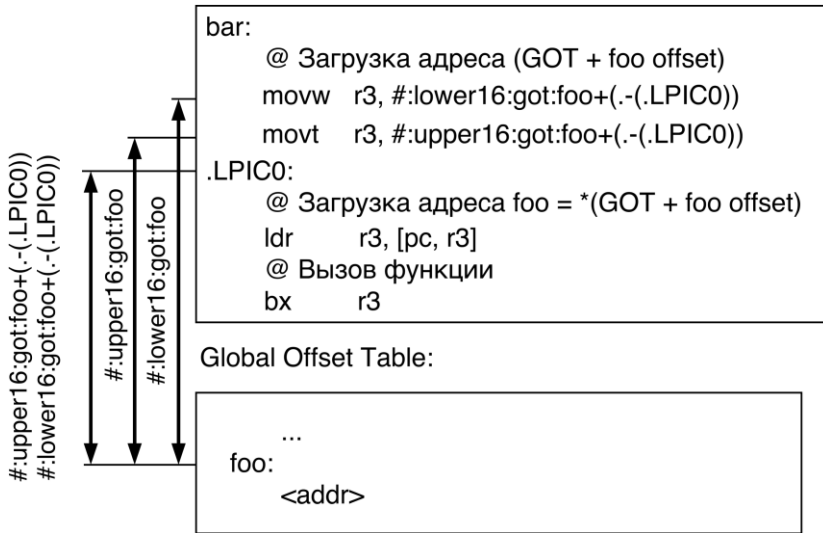 bar:
@ Загрузка адреса (GOT + foo offset)
movw r3, #:lower16:got:foo+(.-(.LPIC0))
movt r3, #:upper16:got:foo+(.-(.LPIC0))
.LPIC0:
@ Загрузка адреса foo = *(GOT + foo offset)
ldr r3, [pc, r3]
@ Вызов функции
bx r3
#:upper16:got:foo+(.-(.LPIC0))
#:lower16:got:foo+(.-(.LPIC0))
#:upper16:got:foo
#:lower16:got:foo
Global Offset Table:
...
foo:
<addr>